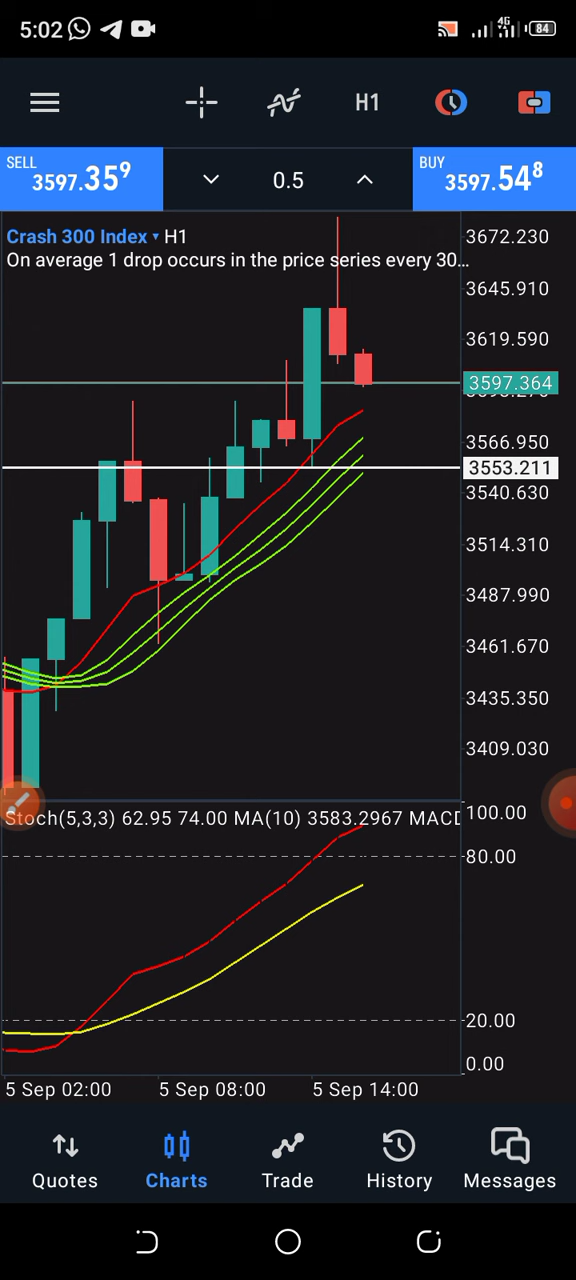 5:02
4G
84
H1
SELL
3597.35⁹
0.5
BUY
3597.54⁸
Crash 300 Index ▾ H1
On average 1 drop occurs in the price series every 30...
3672.230
3645.910
3619.590
3597.364
3566.950
3553.211
3540.630
3514.310
3487.990
3461.670
3435.350
3409.030
Stoch(5,3,3) 62.95 74.00 MA(10) 3583.2967 MACD
100.00
80.00
20.00
0.00
5 Sep 02:00
5 Sep 08:00
5 Sep 14:00
Quotes
Charts
Trade
History
Messages